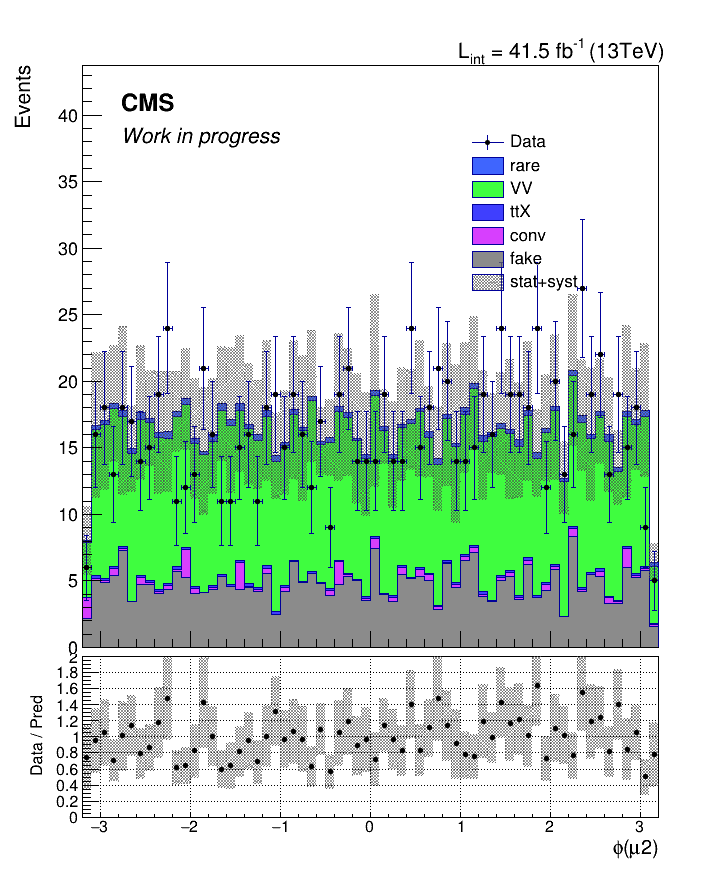 L_int = 41.5 fb⁻¹ (13TeV)
Events
CMS
Work in progress
Data
rare
VV
ttX
conv
fake
stat+syst
40
35
30
25
20
15
10
5
0
Data / Pred
2
1.8
1.6
1.4
1.2
1
0.8
0.6
0.4
0.2
0
−3 −2 −1 0 1 2 3
ϕ(μ2)